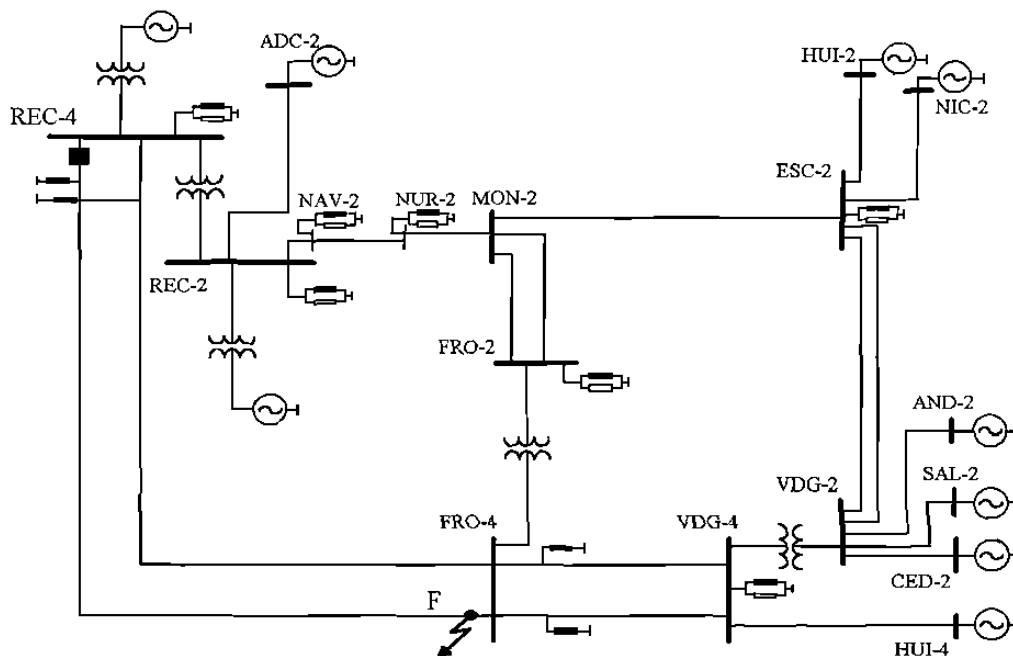 ADC-2
HUI-2
NIC-2
REC-4
ESC-2
NAV-2
NUR-2
MON-2
REC-2
FRO-2
AND-2
VDG-2
SAL-2
FRO-4
VDG-4
CED-2
F
HUI-4